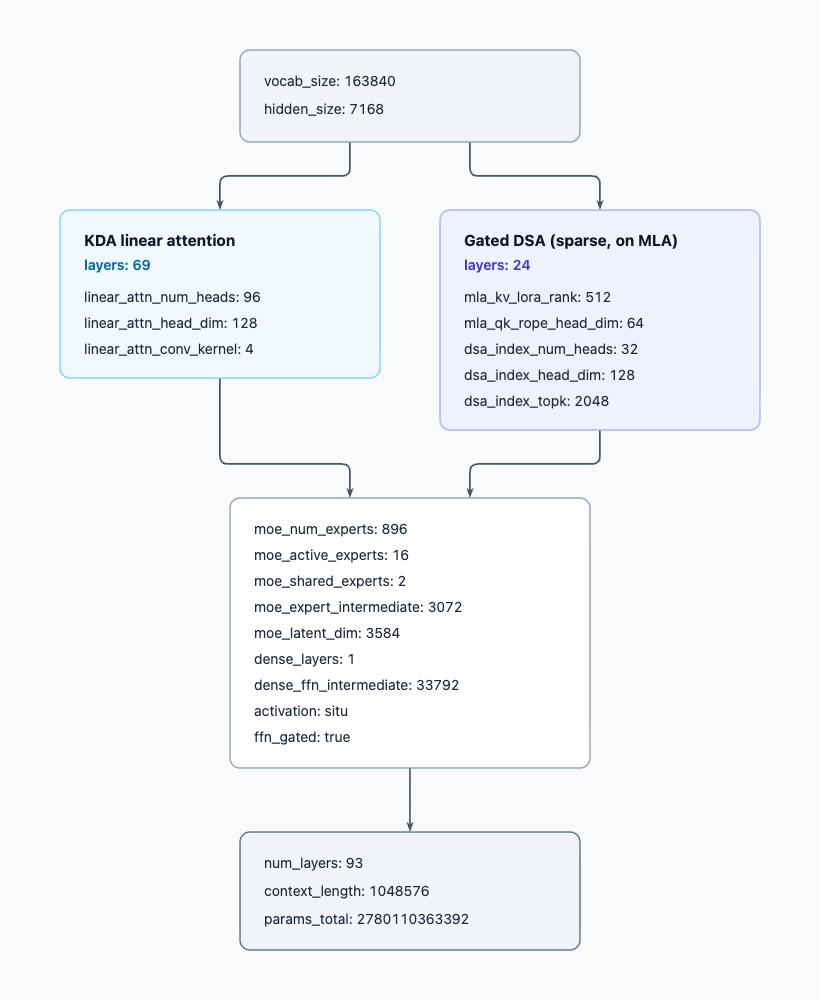 vocab_size: 163840
hidden_size: 7168
KDA linear attention
layers: 69
linear_attn_num_heads: 96
linear_attn_head_dim: 128
linear_attn_conv_kernel: 4
Gated DSA (sparse, on MLA)
layers: 24
mla_kv_lora_rank: 512
mla_qk_rope_head_dim: 64
dsa_index_num_heads: 32
dsa_index_head_dim: 128
dsa_index_topk: 2048
moe_num_experts: 896
moe_active_experts: 16
moe_shared_experts: 2
moe_expert_intermediate: 3072
moe_latent_dim: 3584
dense_layers: 1
dense_ffn_intermediate: 33792
activation: situ
ffn_gated: true
num_layers: 93
context_length: 1048576
params_total: 2780110363392